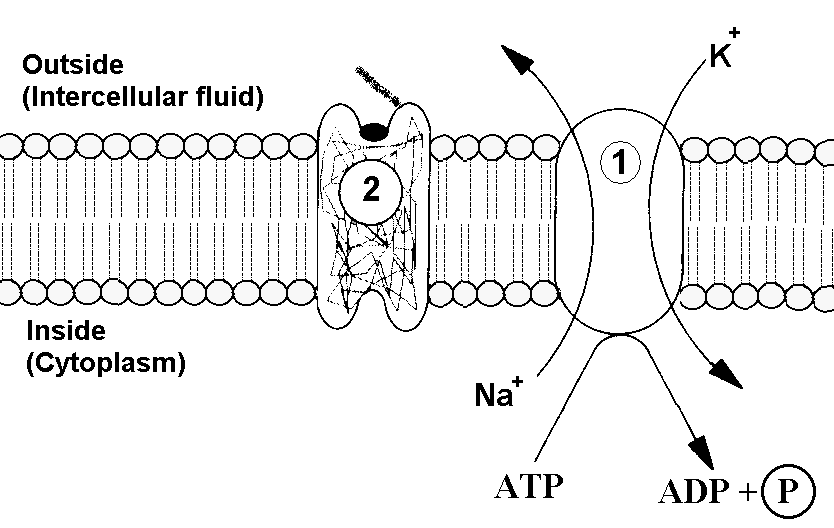 K+
Outside
(Intercellular fluid)
1
2
Inside
(Cytoplasm)
Na+
ATP
ADP + P